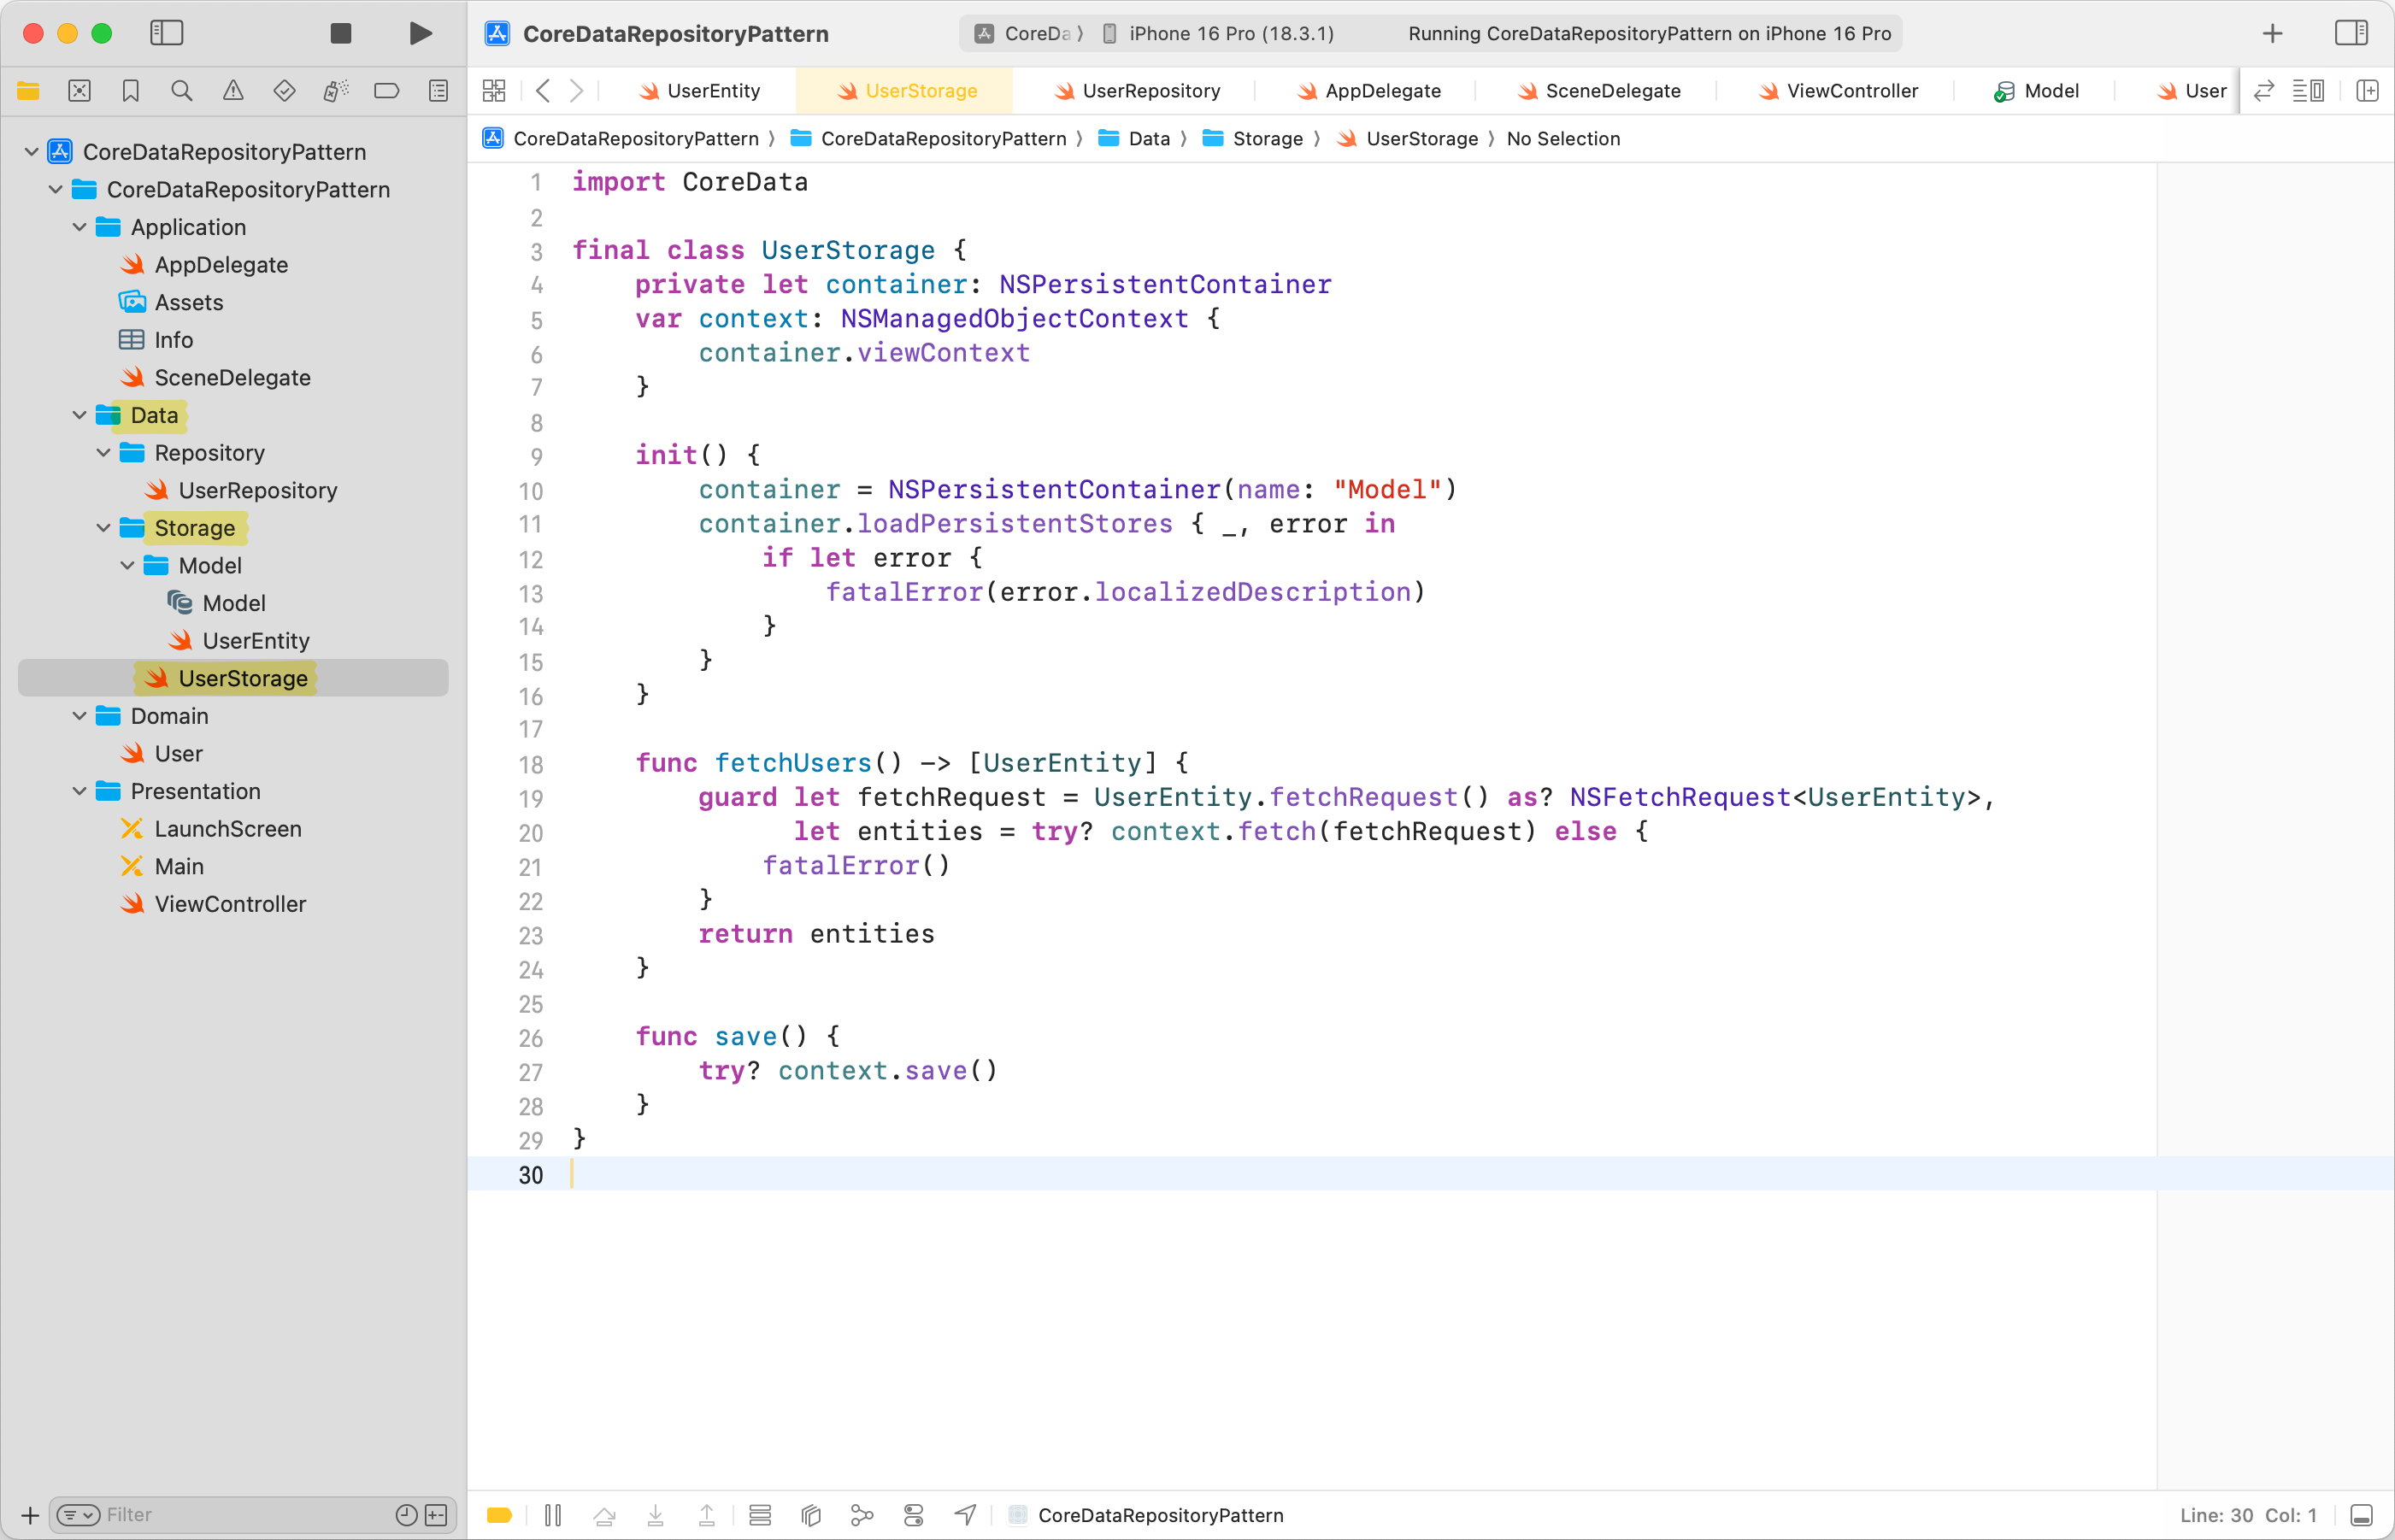 CoreDataRepositoryPattern
CoreDa
iPhone 16 Pro (18.3.1)
Running CoreDataRepositoryPattern on iPhone 16 Pro
UserEntity
UserStorage
UserRepository
AppDelegate
SceneDelegate
ViewController
Model
User
CoreDataRepositoryPattern 〉 CoreDataRepositoryPattern 〉 Data 〉 Storage 〉 UserStorage 〉 No Selection
CoreDataRepositoryPattern
CoreDataRepositoryPattern
Application
AppDelegate
Assets
Info
SceneDelegate
Data
Repository
UserRepository
Storage
Model
Model
UserEntity
UserStorage
Domain
User
Presentation
LaunchScreen
Main
ViewController
Filter
1 import CoreData
2
3 final class UserStorage {
4     private let container: NSPersistentContainer
5     var context: NSManagedObjectContext {
6         container.viewContext
7     }
8
9     init() {
10         container = NSPersistentContainer(name: "Model")
11         container.loadPersistentStores { _, error in
12             if let error {
13                 fatalError(error.localizedDescription)
14             }
15         }
16     }
17
18     func fetchUsers() -> [UserEntity] {
19         guard let fetchRequest = UserEntity.fetchRequest() as? NSFetchRequest<UserEntity>,
20               let entities = try? context.fetch(fetchRequest) else {
21             fatalError()
22         }
23         return entities
24     }
25
26     func save() {
27         try? context.save()
28     }
29 }
30
CoreDataRepositoryPattern
Line: 30 Col: 1